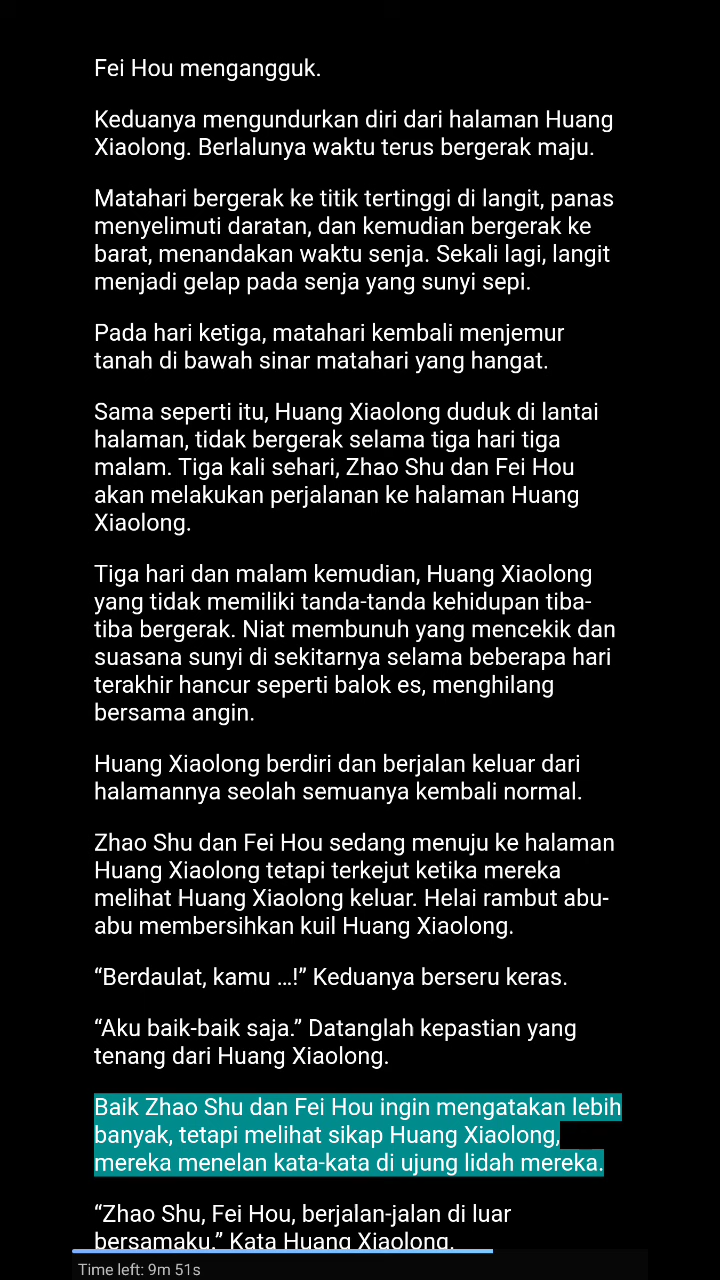 Fei Hou mengangguk.
Keduanya mengundurkan diri dari halaman Huang
Xiaolong. Berlalunya waktu terus bergerak maju.
Matahari bergerak ke titik tertinggi di langit, panas
menyelimuti daratan, dan kemudian bergerak ke
barat, menandakan waktu senja. Sekali lagi, langit
menjadi gelap pada senja yang sunyi sepi.
Pada hari ketiga, matahari kembali menjemur
tanah di bawah sinar matahari yang hangat.
Sama seperti itu, Huang Xiaolong duduk di lantai
halaman, tidak bergerak selama tiga hari tiga
malam. Tiga kali sehari, Zhao Shu dan Fei Hou
akan melakukan perjalanan ke halaman Huang
Xiaolong.
Tiga hari dan malam kemudian, Huang Xiaolong
yang tidak memiliki tanda-tanda kehidupan tiba-
tiba bergerak. Niat membunuh yang mencekik dan
suasana sunyi di sekitarnya selama beberapa hari
terakhir hancur seperti balok es, menghilang
bersama angin.
Huang Xiaolong berdiri dan berjalan keluar dari
halamannya seolah semuanya kembali normal.
Zhao Shu dan Fei Hou sedang menuju ke halaman
Huang Xiaolong tetapi terkejut ketika mereka
melihat Huang Xiaolong keluar. Helai rambut abu-
abu membersihkan kuil Huang Xiaolong.
“Berdaulat, kamu …!” Keduanya berseru keras.
“Aku baik-baik saja.” Datanglah kepastian yang
tenang dari Huang Xiaolong.
Baik Zhao Shu dan Fei Hou ingin mengatakan lebih
banyak, tetapi melihat sikap Huang Xiaolong,
mereka menelan kata-kata di ujung lidah mereka.
“Zhao Shu, Fei Hou, berjalan-jalan di luar
bersamaku.” Kata Huang Xiaolong.
Time left: 9m 51s